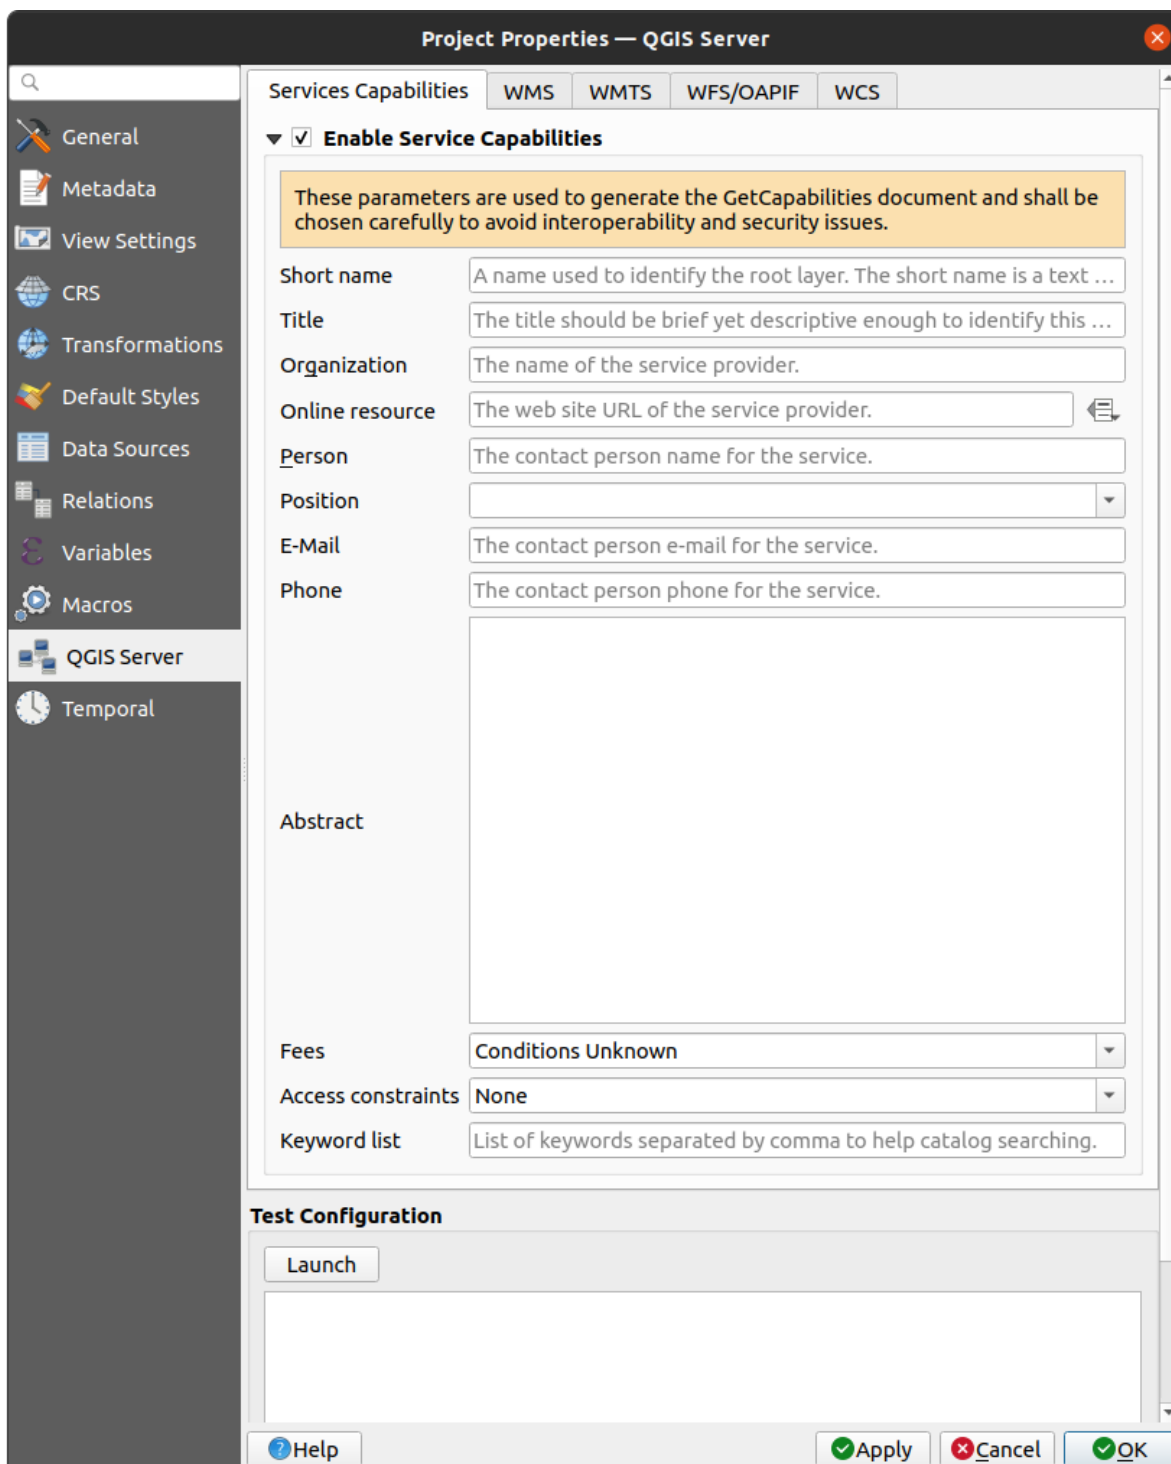 Project Properties — QGIS Server
General
Metadata
View Settings
CRS
Transformations
Default Styles
Data Sources
Relations
Variables
Macros
QGIS Server
Temporal
Services Capabilities
WMS
WMTS
WFS/OAPIF
WCS
Enable Service Capabilities
These parameters are used to generate the GetCapabilities document and shall be
chosen carefully to avoid interoperability and security issues.
Short name
A name used to identify the root layer. The short name is a text ...
Title
The title should be brief yet descriptive enough to identify this ...
Organization
The name of the service provider.
Online resource
The web site URL of the service provider.
Person
The contact person name for the service.
Position
E-Mail
The contact person e-mail for the service.
Phone
The contact person phone for the service.
Abstract
Fees
Conditions Unknown
Access constraints
None
Keyword list
List of keywords separated by comma to help catalog searching.
Test Configuration
Launch
Help
Apply
Cancel
OK